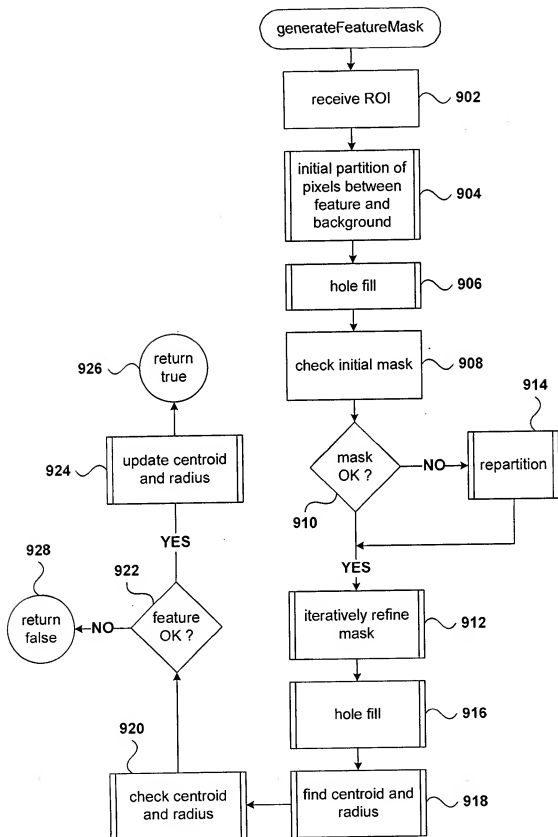 generateFeatureMask
receive ROI
902
initial partition of
pixels between
feature and
background
904
hole fill
906
check initial mask
908
mask
OK ?
910
NO
repartition
914
YES
iteratively refine
mask
912
hole fill
916
find centroid and
radius
918
check centroid
and radius
920
feature
OK ?
922
NO
return
false
928
YES
update centroid
and radius
924
return
true
926